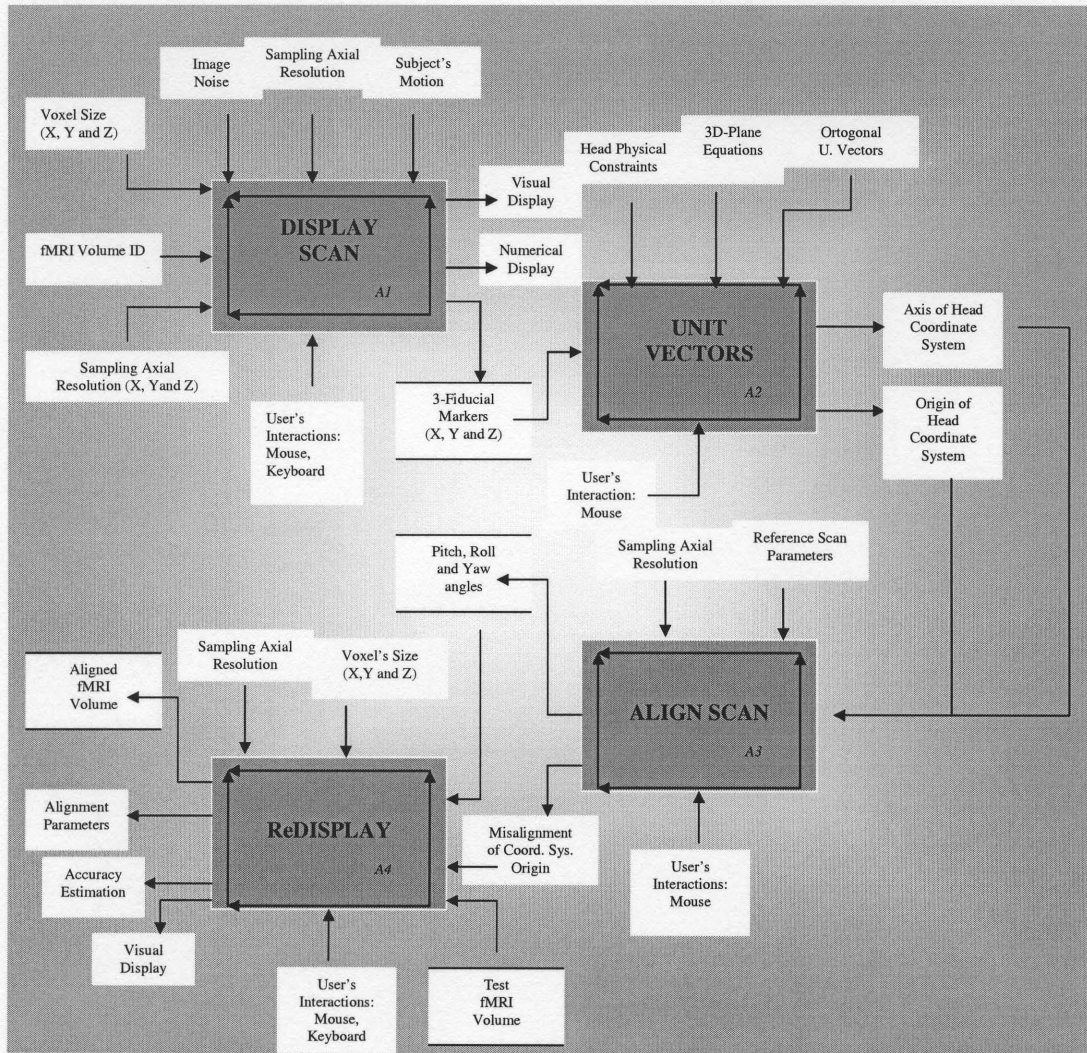 Image
Noise
Sampling Axial
Resolution
Subject's
Motion
Voxel Size
(X, Y and Z)
fMRI Volume ID
Sampling Axial
Resolution (X, Yand Z)
DISPLAY
SCAN
A1
Visual
Display
Numerical
Display
User's
Interactions:
Mouse,
Keyboard
3-Fiducial
Markers
(X, Y and Z)
Head Physical
Constraints
3D-Plane
Equations
Ortogonal
U. Vectors
UNIT
VECTORS
A2
Axis of Head
Coordinate
System
Origin of
Head
Coordinate
System
User's
Interaction:
Mouse
Pitch, Roll
and Yaw
angles
Sampling Axial
Resolution
Reference Scan
Parameters
ALIGN SCAN
A3
Misalignment
of Coord. Sys.
Origin
User's
Interactions:
Mouse
Sampling Axial
Resolution
Voxel's Size
(X,Y and Z)
Aligned
fMRI
Volume
Alignment
Parameters
Accuracy
Estimation
Visual
Display
ReDISPLAY
A4
User's
Interactions:
Mouse,
Keyboard
Test
fMRI
Volume